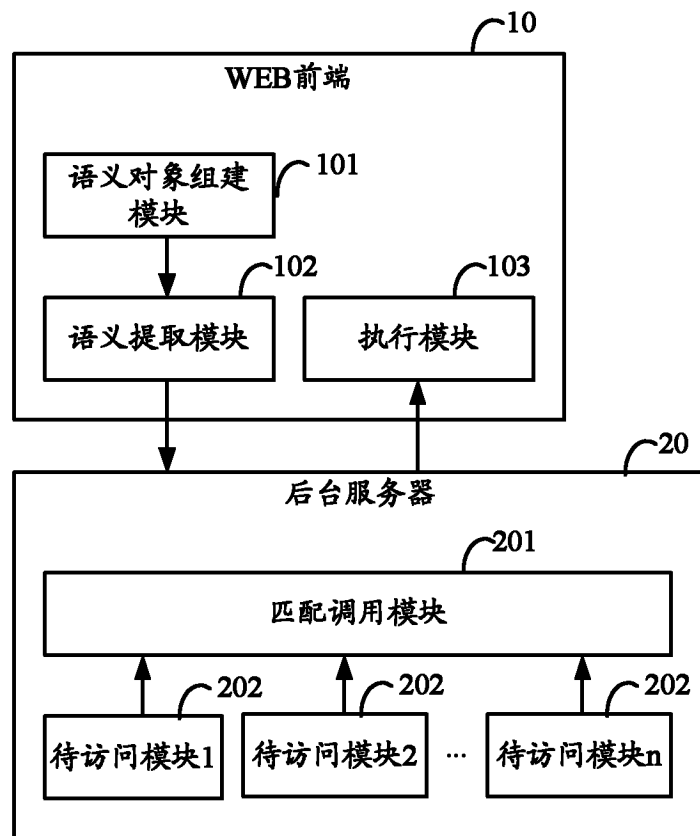 10
WEB前端
语义对象组建
模块
101
102
103
语义提取模块
执行模块
20
后台服务器
201
匹配调用模块
202
202
202
待访问模块1
待访问模块2
...
待访问模块n